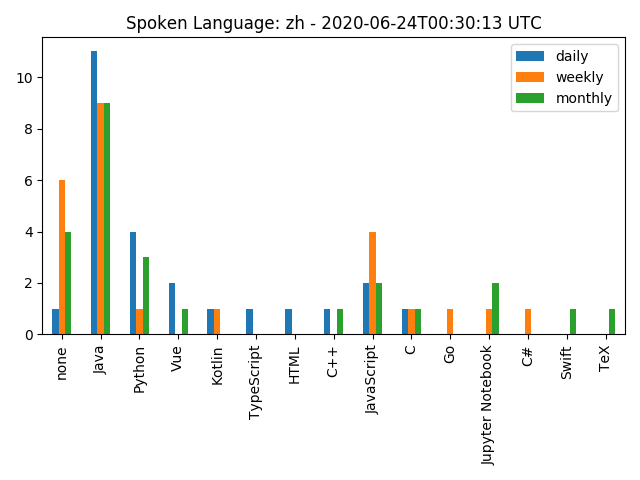 Spoken Language: zh - 2020-06-24T00:30:13 UTC
daily
weekly
monthly
10
8
6
4
2
0
none
Java
Python
Vue
Kotlin
TypeScript
HTML
C++
JavaScript
C
Go
Jupyter Notebook
C#
Swift
TeX